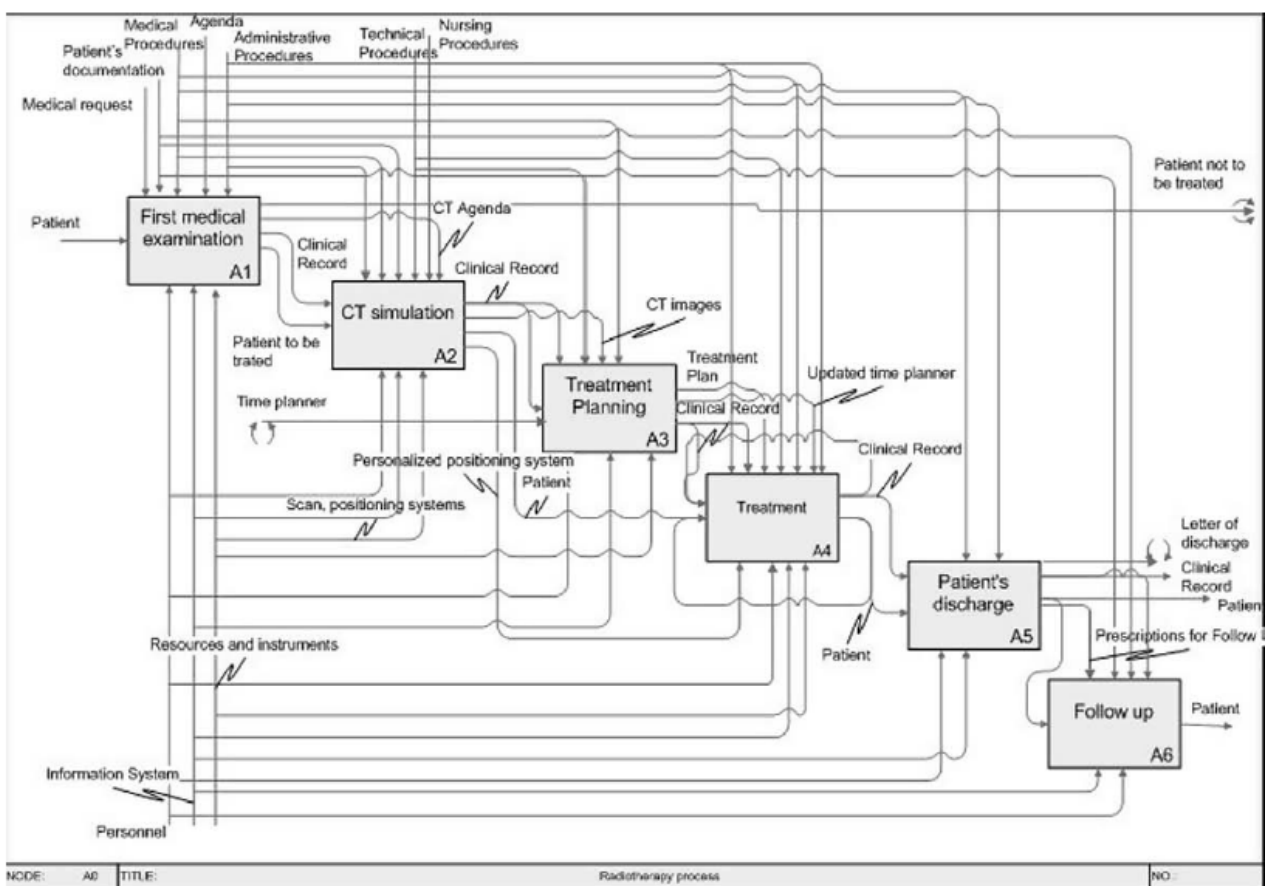 Medical
Procedures
Agenda
Administrative
Procedures
Technical
Procedures
Nursing
Procedures
Patient's
documentation
Medical request
Patient not to
be treated
Patient
First medical
examination
A1
CT Agenda
Clinical
Record
Clinical Record
CT simulation
A2
CT images
Patient to be
trated
Treatment
Plan
Updated time planner
Time planner
Treatment
Planning
A3
Clinical Record
Clinical Record
Personalized positioning system
Patient
Scan, positioning systems
Treatment
A4
Letter of
discharge
Clinical
Record
Patient
Patient's
discharge
A5
Resources and instruments
Patient
Prescriptions for Follow
Follow up
A6
Patient
Information System
Personnel
NODE: A0 TITLE: Radiotherapy process NO.: